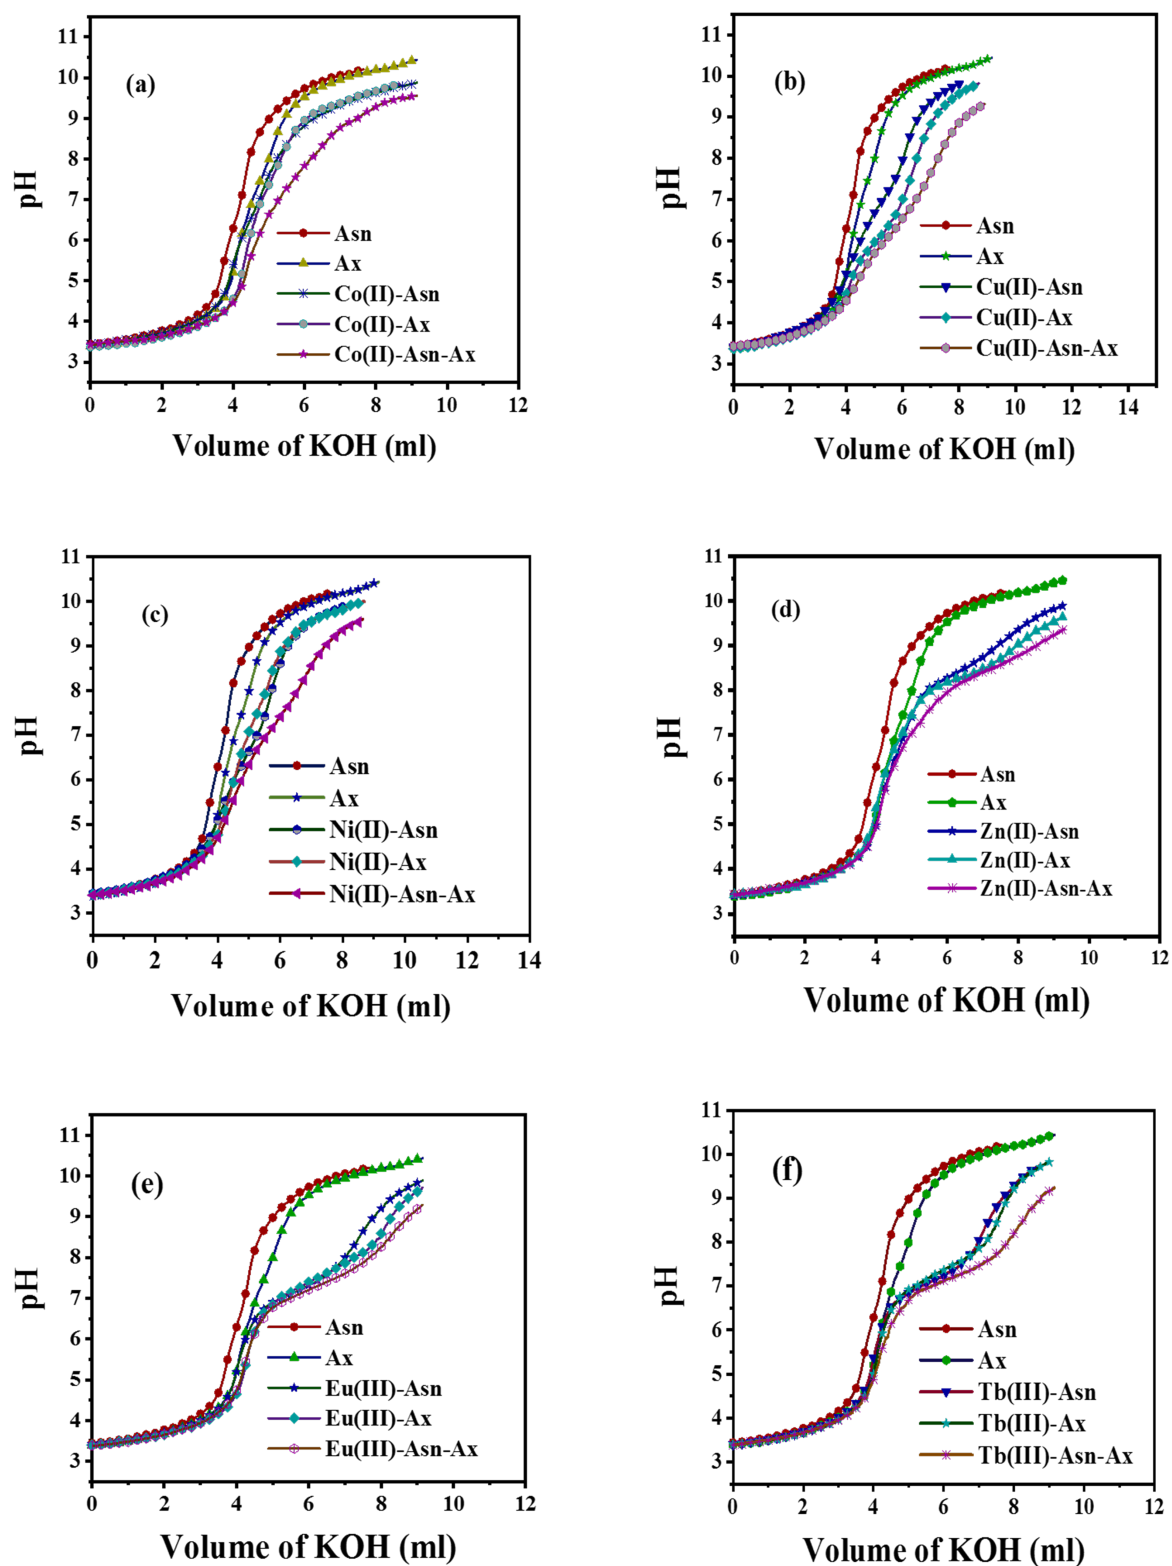 (a)
pH
11
10
9
8
7
6
5
4
3
Asn
Ax
Co(II)-Asn
Co(II)-Ax
Co(II)-Asn-Ax
0 2 4 6 8 10 12
Volume of KOH (ml)
(b)
pH
11
10
9
8
7
6
5
4
3
Asn
Ax
Cu(II)-Asn
Cu(II)-Ax
Cu(II)-Asn-Ax
0 2 4 6 8 10 12 14
Volume of KOH (ml)
(c)
pH
11
10
9
8
7
6
5
4
3
Asn
Ax
Ni(II)-Asn
Ni(II)-Ax
Ni(II)-Asn-Ax
0 2 4 6 8 10 12 14
Volume of KOH (ml)
(d)
pH
11
10
9
8
7
6
5
4
3
Asn
Ax
Zn(II)-Asn
Zn(II)-Ax
Zn(II)-Asn-Ax
0 2 4 6 8 10 12
Volume of KOH (ml)
(e)
pH
11
10
9
8
7
6
5
4
3
Asn
Ax
Eu(III)-Asn
Eu(III)-Ax
Eu(III)-Asn-Ax
0 2 4 6 8 10 12
Volume of KOH (ml)
(f)
pH
11
10
9
8
7
6
5
4
3
Asn
Ax
Tb(III)-Asn
Tb(III)-Ax
Tb(III)-Asn-Ax
0 2 4 6 8 10 12
Volume of KOH (ml)